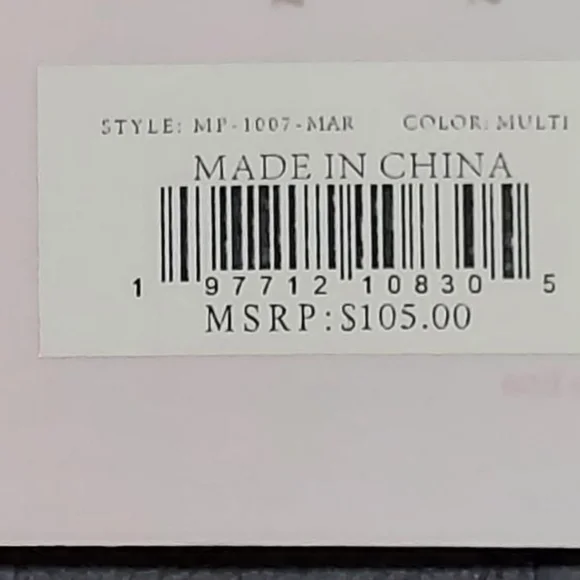 STYLE: MP-1007-MAR COLOR: MULTI
MADE IN CHINA
1 97712 10830 5
MSRP:$105.00